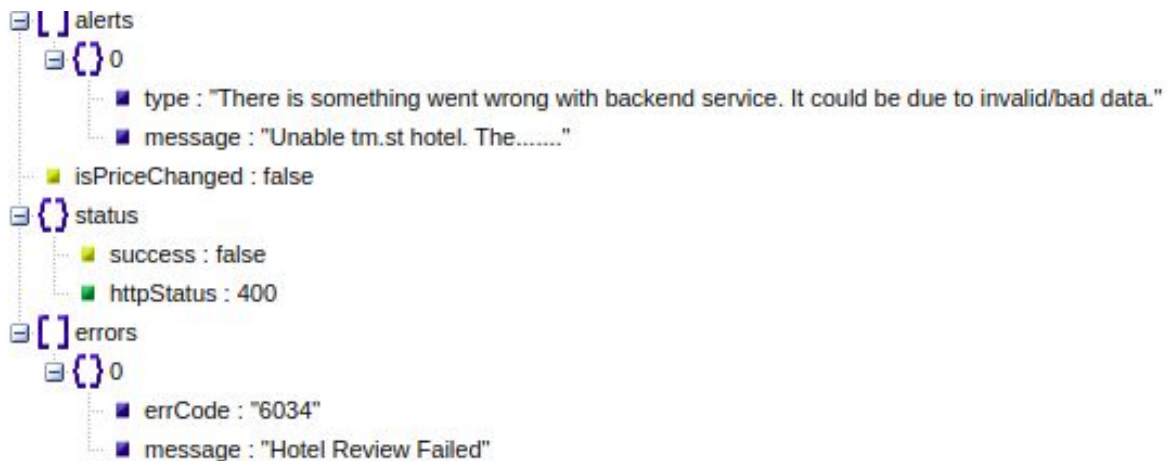 alerts
0
type : "There is something went wrong with backend service. It could be due to invalid/bad data."
message : "Unable tm.st hotel. The......."
isPriceChanged : false
status
success : false
httpStatus : 400
errors
0
errCode : "6034"
message : "Hotel Review Failed"